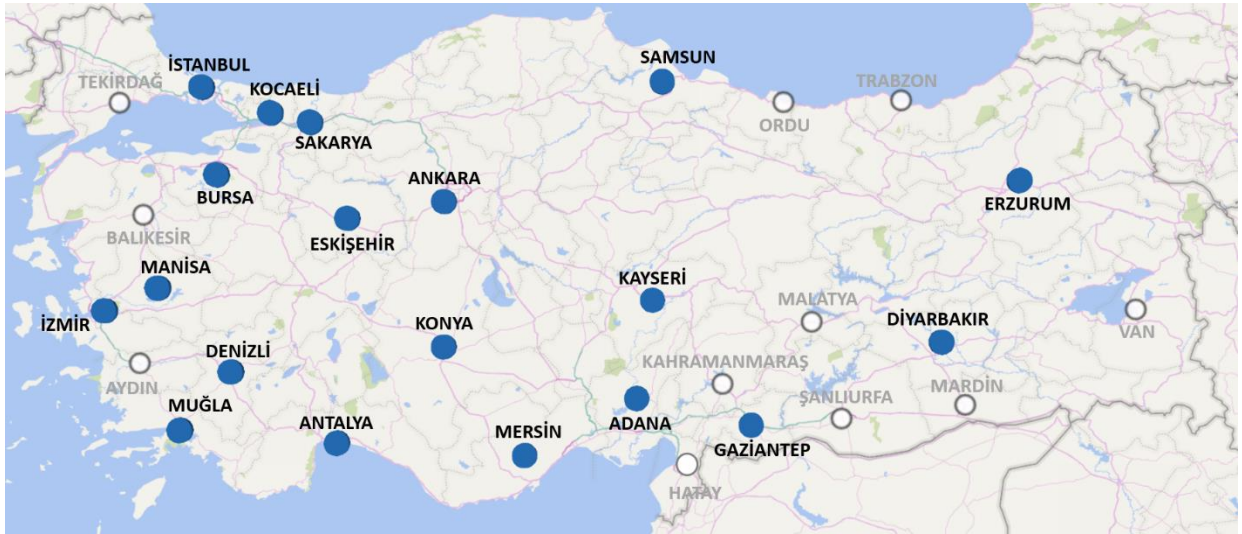 İSTANBUL
SAMSUN
TEKİRDAĞ
KOCAELİ
TRABZON
ORDU
SAKARYA
ANKARA
BURSA
ERZURUM
BALIKESİR
ESKİŞEHİR
MANİSA
KAYSERİ
MALATYA
İZMİR
KONYA
DİYARBAKIR
VAN
DENİZLİ
KAHRAMANMARAŞ
AYDIN
MARDİN
ŞANLIURFA
MUĞLA
ANTALYA
ADANA
MERSİN
GAZİANTEP
HATAY